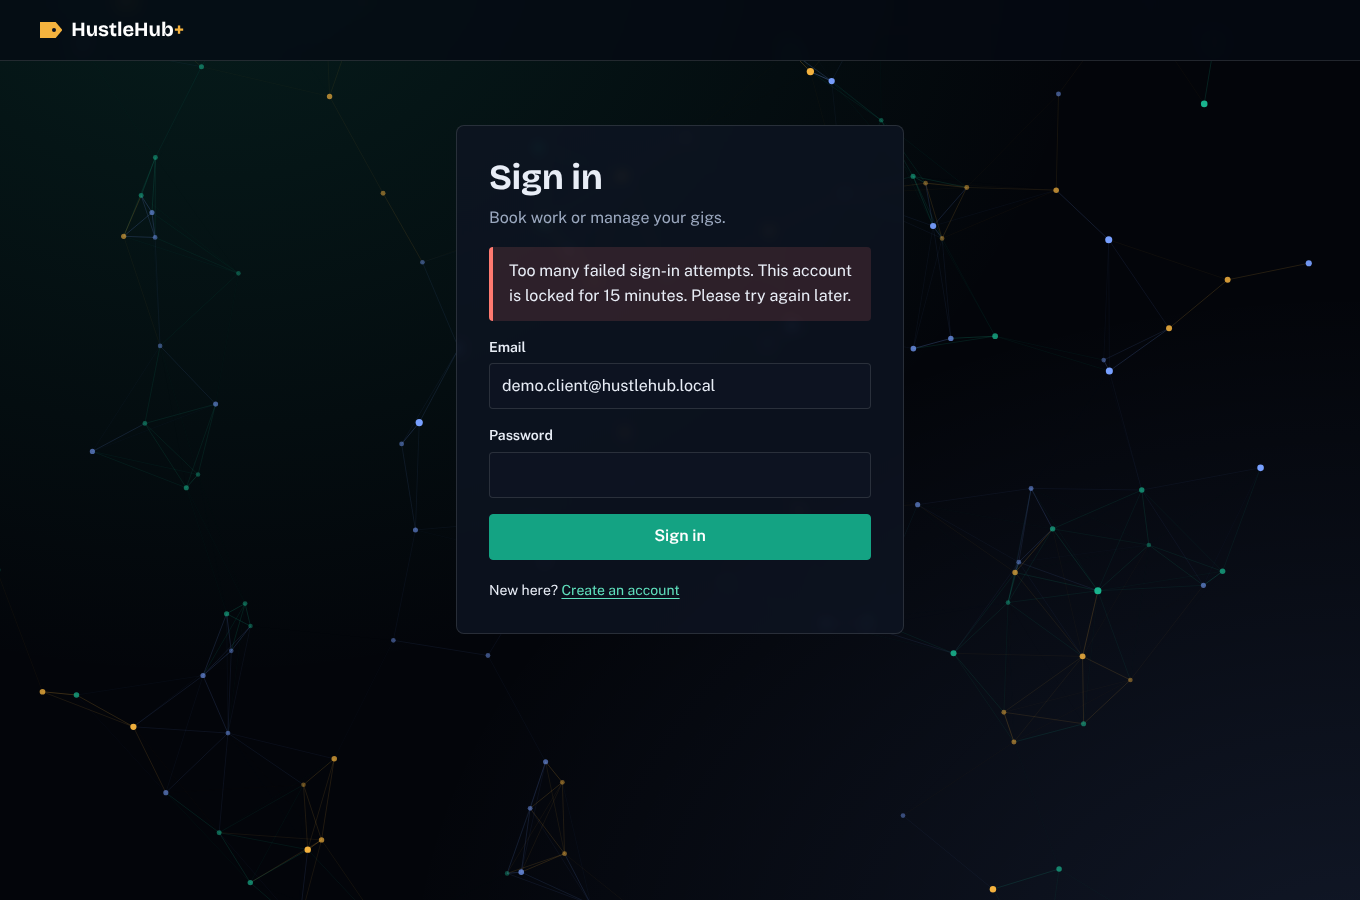 HustleHub+
Sign in
Book work or manage your gigs.
Too many failed sign-in attempts. This account
is locked for 15 minutes. Please try again later.
Email
demo.client@hustlehub.local
Password
Sign in
New here? Create an account